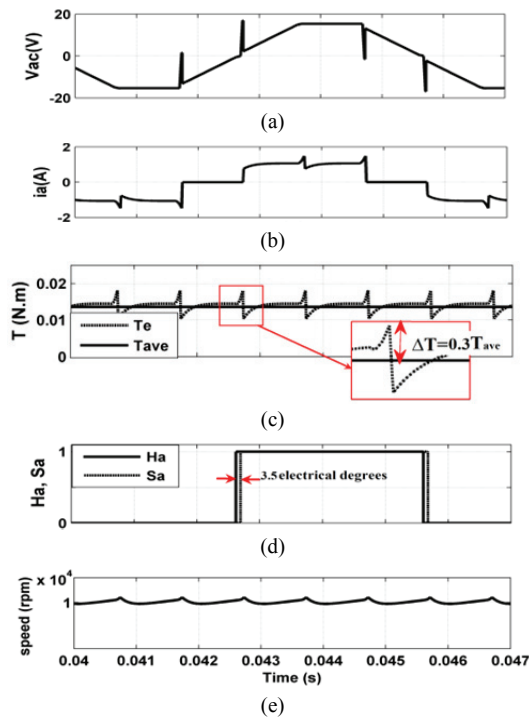 20
0
-20
Vac(V)
(a)
2
0
-2
ia(A)
(b)
0.02
0.01
0
T (N.m)
Te
Tave
ΔT=0.3Tave
(c)
1
0
Ha, Sa
Ha
Sa
3.5 electrical degrees
(d)
x 10^4
1
speed (rpm)
0.04 0.041 0.042 0.043 0.044 0.045 0.046 0.047
Time (s)
(e)